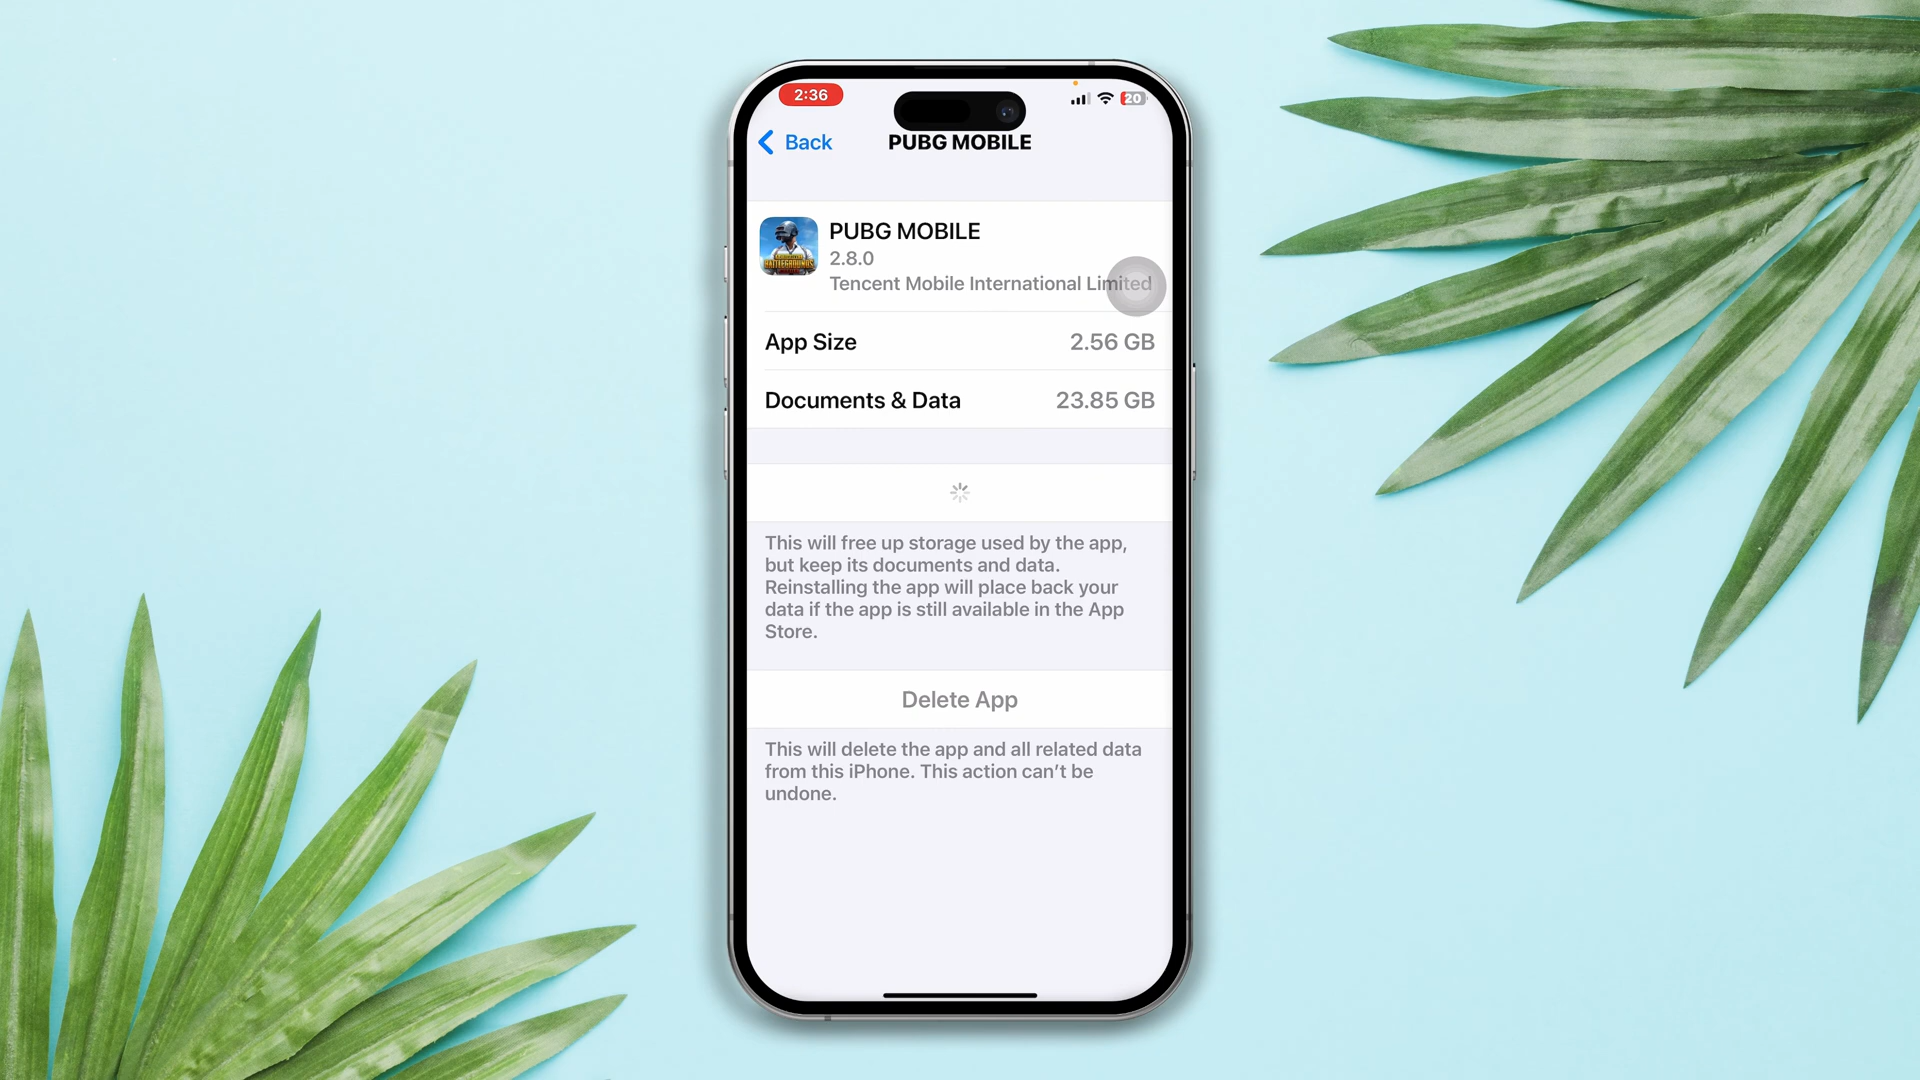 2:36
20
Back
PUBG MOBILE
PUBG MOBILE
2.8.0
Tencent Mobile International Limited
App Size 2.56 GB
Documents & Data 23.85 GB
This will free up storage used by the app,
but keep its documents and data.
Reinstalling the app will place back your
data if the app is still available in the App
Store.
Delete App
This will delete the app and all related data
from this iPhone. This action can’t be
undone.